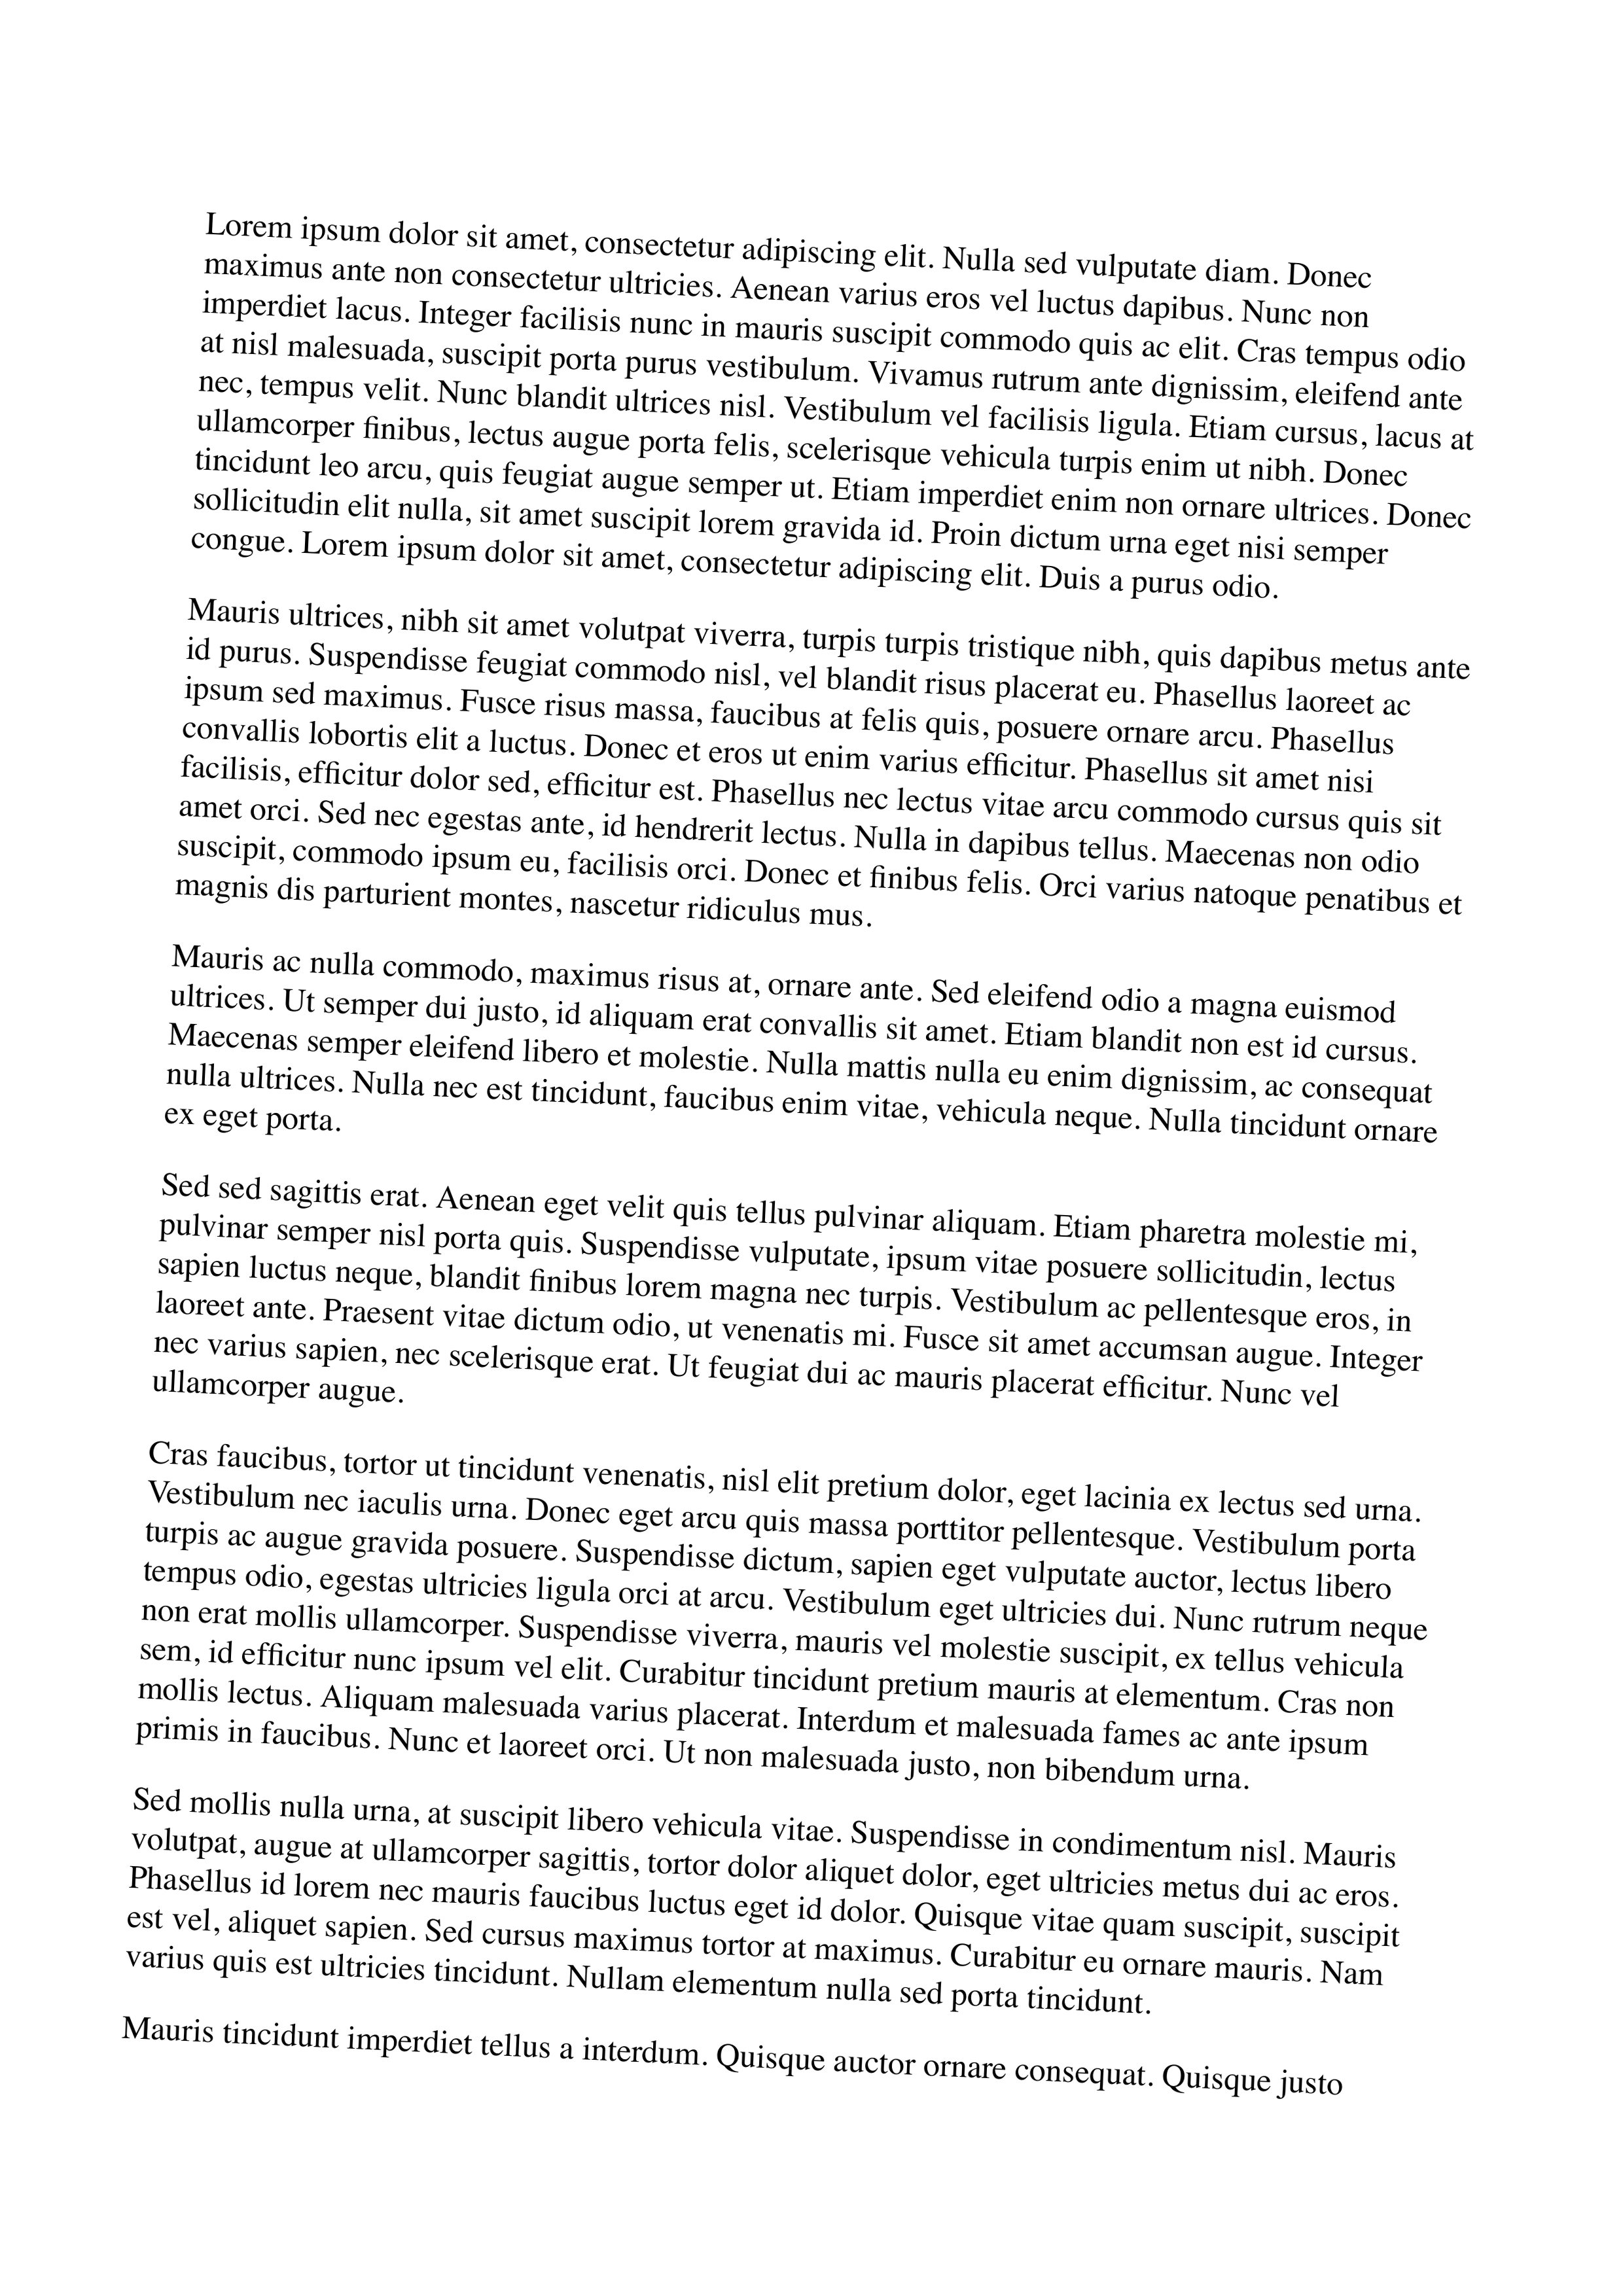 Lorem ipsum dolor sit amet, consectetur adipiscing elit. Nulla sed vulputate diam. Donec
maximus ante non consectetur ultricies. Aenean varius eros vel luctus dapibus. Nunc non
imperdiet lacus. Integer facilisis nunc in mauris suscipit commodo quis ac elit. Cras tempus odio
at nisl malesuada, suscipit porta purus vestibulum. Vivamus rutrum ante dignissim, eleifend ante
nec, tempus velit. Nunc blandit ultrices nisl. Vestibulum vel facilisis ligula. Etiam cursus, lacus at
ullamcorper finibus, lectus augue porta felis, scelerisque vehicula turpis enim ut nibh. Donec
tincidunt leo arcu, quis feugiat augue semper ut. Etiam imperdiet enim non ornare ultrices. Donec
sollicitudin elit nulla, sit amet suscipit lorem gravida id. Proin dictum urna eget nisi semper
congue. Lorem ipsum dolor sit amet, consectetur adipiscing elit. Duis a purus odio.
Mauris ultrices, nibh sit amet volutpat viverra, turpis turpis tristique nibh, quis dapibus metus ante
id purus. Suspendisse feugiat commodo nisl, vel blandit risus placerat eu. Phasellus laoreet ac
ipsum sed maximus. Fusce risus massa, faucibus at felis quis, posuere ornare arcu. Phasellus
convallis lobortis elit a luctus. Donec et eros ut enim varius efficitur. Phasellus sit amet nisi
facilisis, efficitur dolor sed, efficitur est. Phasellus nec lectus vitae arcu commodo cursus quis sit
amet orci. Sed nec egestas ante, id hendrerit lectus. Nulla in dapibus tellus. Maecenas non odio
suscipit, commodo ipsum eu, facilisis orci. Donec et finibus felis. Orci varius natoque penatibus et
magnis dis parturient montes, nascetur ridiculus mus.
Mauris ac nulla commodo, maximus risus at, ornare ante. Sed eleifend odio a magna euismod
ultrices. Ut semper dui justo, id aliquam erat convallis sit amet. Etiam blandit non est id cursus.
Maecenas semper eleifend libero et molestie. Nulla mattis nulla eu enim dignissim, ac consequat
nulla ultrices. Nulla nec est tincidunt, faucibus enim vitae, vehicula neque. Nulla tincidunt ornare
ex eget porta.
Sed sed sagittis erat. Aenean eget velit quis tellus pulvinar aliquam. Etiam pharetra molestie mi,
pulvinar semper nisl porta quis. Suspendisse vulputate, ipsum vitae posuere sollicitudin, lectus
sapien luctus neque, blandit finibus lorem magna nec turpis. Vestibulum ac pellentesque eros, in
laoreet ante. Praesent vitae dictum odio, ut venenatis mi. Fusce sit amet accumsan augue. Integer
nec varius sapien, nec scelerisque erat. Ut feugiat dui ac mauris placerat efficitur. Nunc vel
ullamcorper augue.
Cras faucibus, tortor ut tincidunt venenatis, nisl elit pretium dolor, eget lacinia ex lectus sed urna.
Vestibulum nec iaculis urna. Donec eget arcu quis massa porttitor pellentesque. Vestibulum porta
turpis ac augue gravida posuere. Suspendisse dictum, sapien eget vulputate auctor, lectus libero
tempus odio, egestas ultricies ligula orci at arcu. Vestibulum eget ultricies dui. Nunc rutrum neque
non erat mollis ullamcorper. Suspendisse viverra, mauris vel molestie suscipit, ex tellus vehicula
sem, id efficitur nunc ipsum vel elit. Curabitur tincidunt pretium mauris at elementum. Cras non
mollis lectus. Aliquam malesuada varius placerat. Interdum et malesuada fames ac ante ipsum
primis in faucibus. Nunc et laoreet orci. Ut non malesuada justo, non bibendum urna.
Sed mollis nulla urna, at suscipit libero vehicula vitae. Suspendisse in condimentum nisl. Mauris
volutpat, augue at ullamcorper sagittis, tortor dolor aliquet dolor, eget ultricies metus dui ac eros.
Phasellus id lorem nec mauris faucibus luctus eget id dolor. Quisque vitae quam suscipit, suscipit
est vel, aliquet sapien. Sed cursus maximus tortor at maximus. Curabitur eu ornare mauris. Nam
varius quis est ultricies tincidunt. Nullam elementum nulla sed porta tincidunt.
Mauris tincidunt imperdiet tellus a interdum. Quisque auctor ornare consequat. Quisque justo